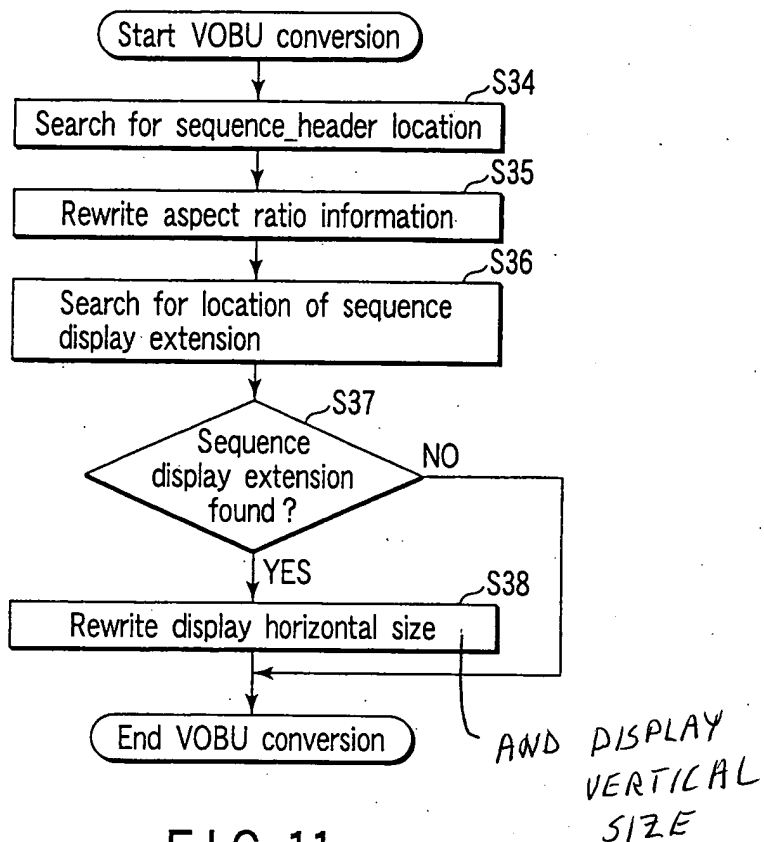 Start VOBU conversion
S34
Search for sequence_header location
S35
Rewrite aspect ratio information
S36
Search for location of sequence
display extension
S37
Sequence
display extension
found ?
NO
YES
S38
Rewrite display horizontal size
AND DISPLAY
VERTICAL
SIZE
End VOBU conversion
FIG. 11